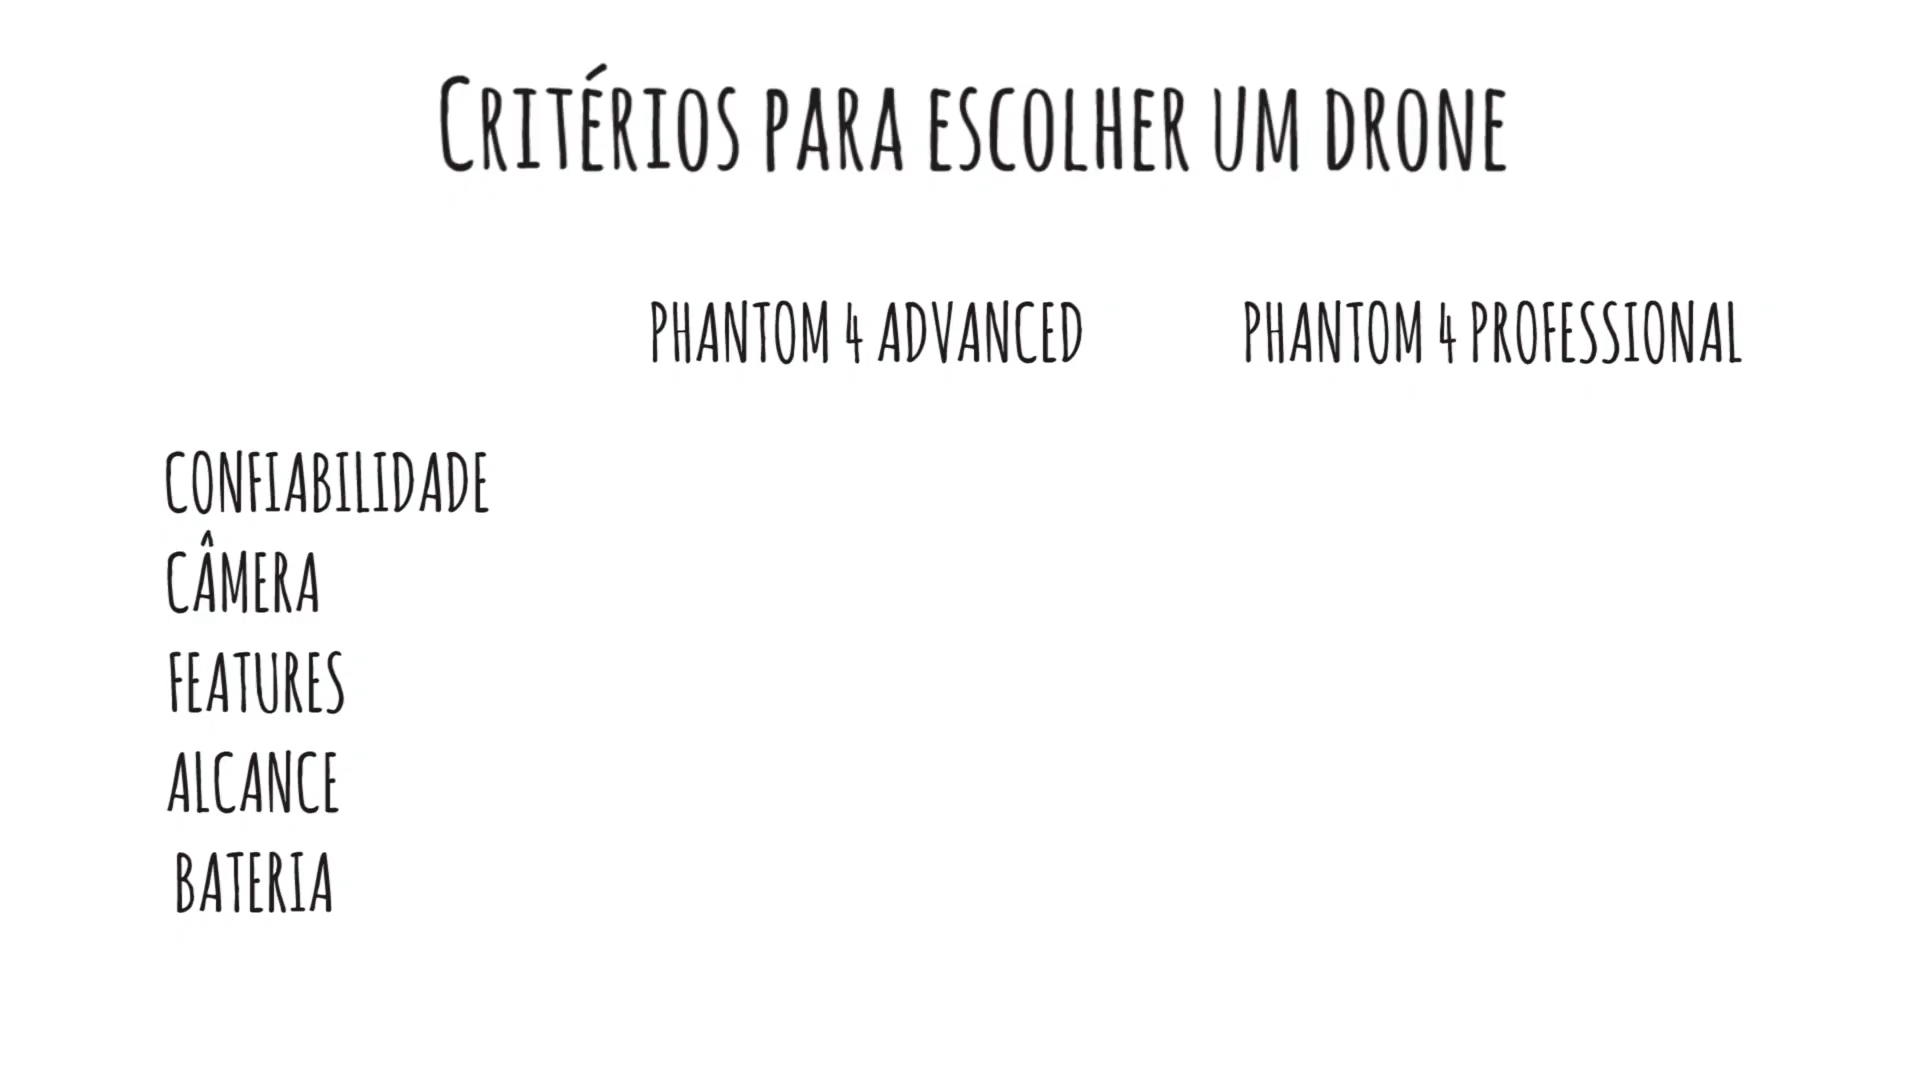 Critérios para escolher um drone
PHANTOM 4 ADVANCED PHANTOM 4 PROFESSIONAL
CONFIABILIDADE
CÂMERA
FEATURES
ALCANCE
BATERIA